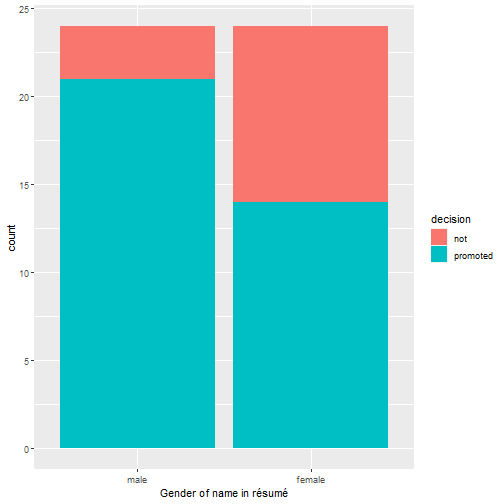 25
20
15
10
5
0
count
male female
Gender of name in résumé
decision
not
promoted